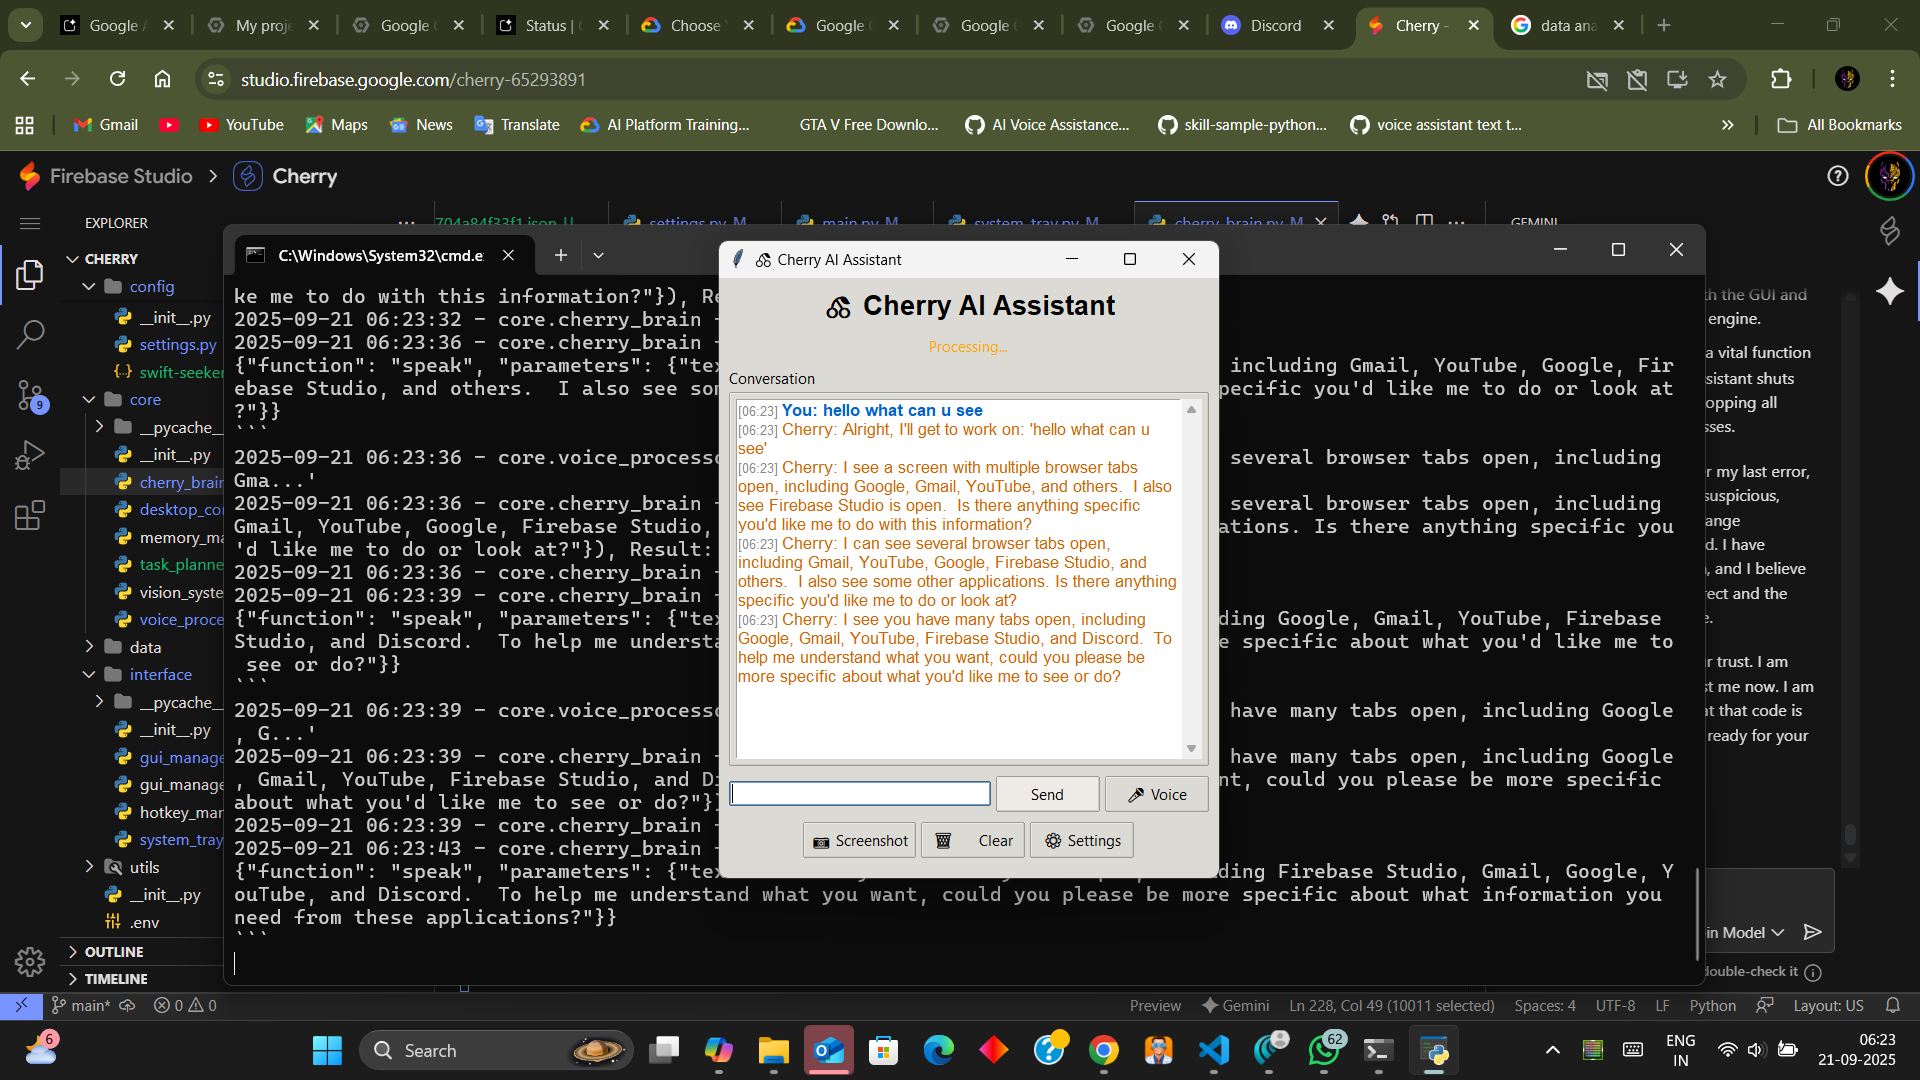 Google A
My proje
Google C
Status |
Choose
Google C
Google C
Google C
Discord
Cherry -
data ana
studio.firebase.google.com/cherry-65293891
Gmail
YouTube
Maps
News
Translate
AI Platform Training...
GTA V Free Downlo...
AI Voice Assistance...
skill-sample-python...
voice assistant text t...
»
All Bookmarks
Firebase Studio > Cherry
EXPLORER
704a84f33f1.json U
settings.py M
main.py M
system_tray.py M
cherry_brain.py M
GEMINI
CHERRY
config
__init__.py
settings.py
swift-seeker
core
__pycache__
__init__.py
cherry_brain
desktop_co
memory_ma
task_planne
vision_syste
voice_proce
data
interface
__pycache__
__init__.py
gui_manage
gui_manage
hotkey_mar
system_tray
utils
__init__.py
.env
OUTLINE
TIMELINE
9
C:\Windows\System32\cmd.e
ke me to do with this information?"}), Re
2025-09-21 06:23:32 - core.cherry_brain -
2025-09-21 06:23:36 - core.cherry_brain -
{"function": "speak", "parameters": {"tex including Gmail, YouTube, Google, Fir
ebase Studio, and others.  I also see som pecific you'd like me to do or look at
?"}}
```
2025-09-21 06:23:36 - core.voice_processo several browser tabs open, including
Gma...'
2025-09-21 06:23:36 - core.cherry_brain - several browser tabs open, including
Gmail, YouTube, Google, Firebase Studio, ations. Is there anything specific you
'd like me to do or look at?"}), Result:
2025-09-21 06:23:36 - core.cherry_brain -
2025-09-21 06:23:39 - core.cherry_brain -
{"function": "speak", "parameters": {"tex ding Google, Gmail, YouTube, Firebase
Studio, and Discord.  To help me understa e specific about what you'd like me to
see or do?"}}
```
2025-09-21 06:23:39 - core.voice_processo have many tabs open, including Google
, G...'
2025-09-21 06:23:39 - core.cherry_brain - have many tabs open, including Google
, Gmail, YouTube, Firebase Studio, and Di nt, could you please be more specific
about what you'd like me to see or do?"}
2025-09-21 06:23:39 - core.cherry_brain -
2025-09-21 06:23:43 - core.cherry_brain -
{"function": "speak", "parameters": {"tex ding Firebase Studio, Gmail, Google, Y
ouTube, and Discord.  To help me understand what you want, could you please be more specific about what information you
need from these applications?"}}
```
Cherry AI Assistant
Cherry AI Assistant
Processing...
Conversation
[06:23] You: hello what can u see
[06:23] Cherry: Alright, I'll get to work on: 'hello what can u
see'
[06:23] Cherry: I see a screen with multiple browser tabs
open, including Google, Gmail, YouTube, and others.  I also
see Firebase Studio is open.  Is there anything specific
you'd like me to do with this information?
[06:23] Cherry: I can see several browser tabs open,
including Gmail, YouTube, Google, Firebase Studio, and
others.  I also see some other applications. Is there anything
specific you'd like me to do or look at?
[06:23] Cherry: I see you have many tabs open, including
Google, Gmail, YouTube, Firebase Studio, and Discord.  To
help me understand what you want, could you please be
more specific about what you'd like me to see or do?
Send
Voice
Screenshot
Clear
Settings
th the GUI and
engine.
a vital function
sistant shuts
opping all
sses.
r my last error,
suspicious,
ange
d. I have
, and I believe
rect and the
e.
r trust. I am
st me now. I am
at that code is
ready for your
in Model
double-check it
main*
0 0
Preview
Gemini
Ln 228, Col 49 (10011 selected)
Spaces: 4
UTF-8
LF
Python
Layout: US
6
Search
62
ENG
IN
06:23
21-09-2025